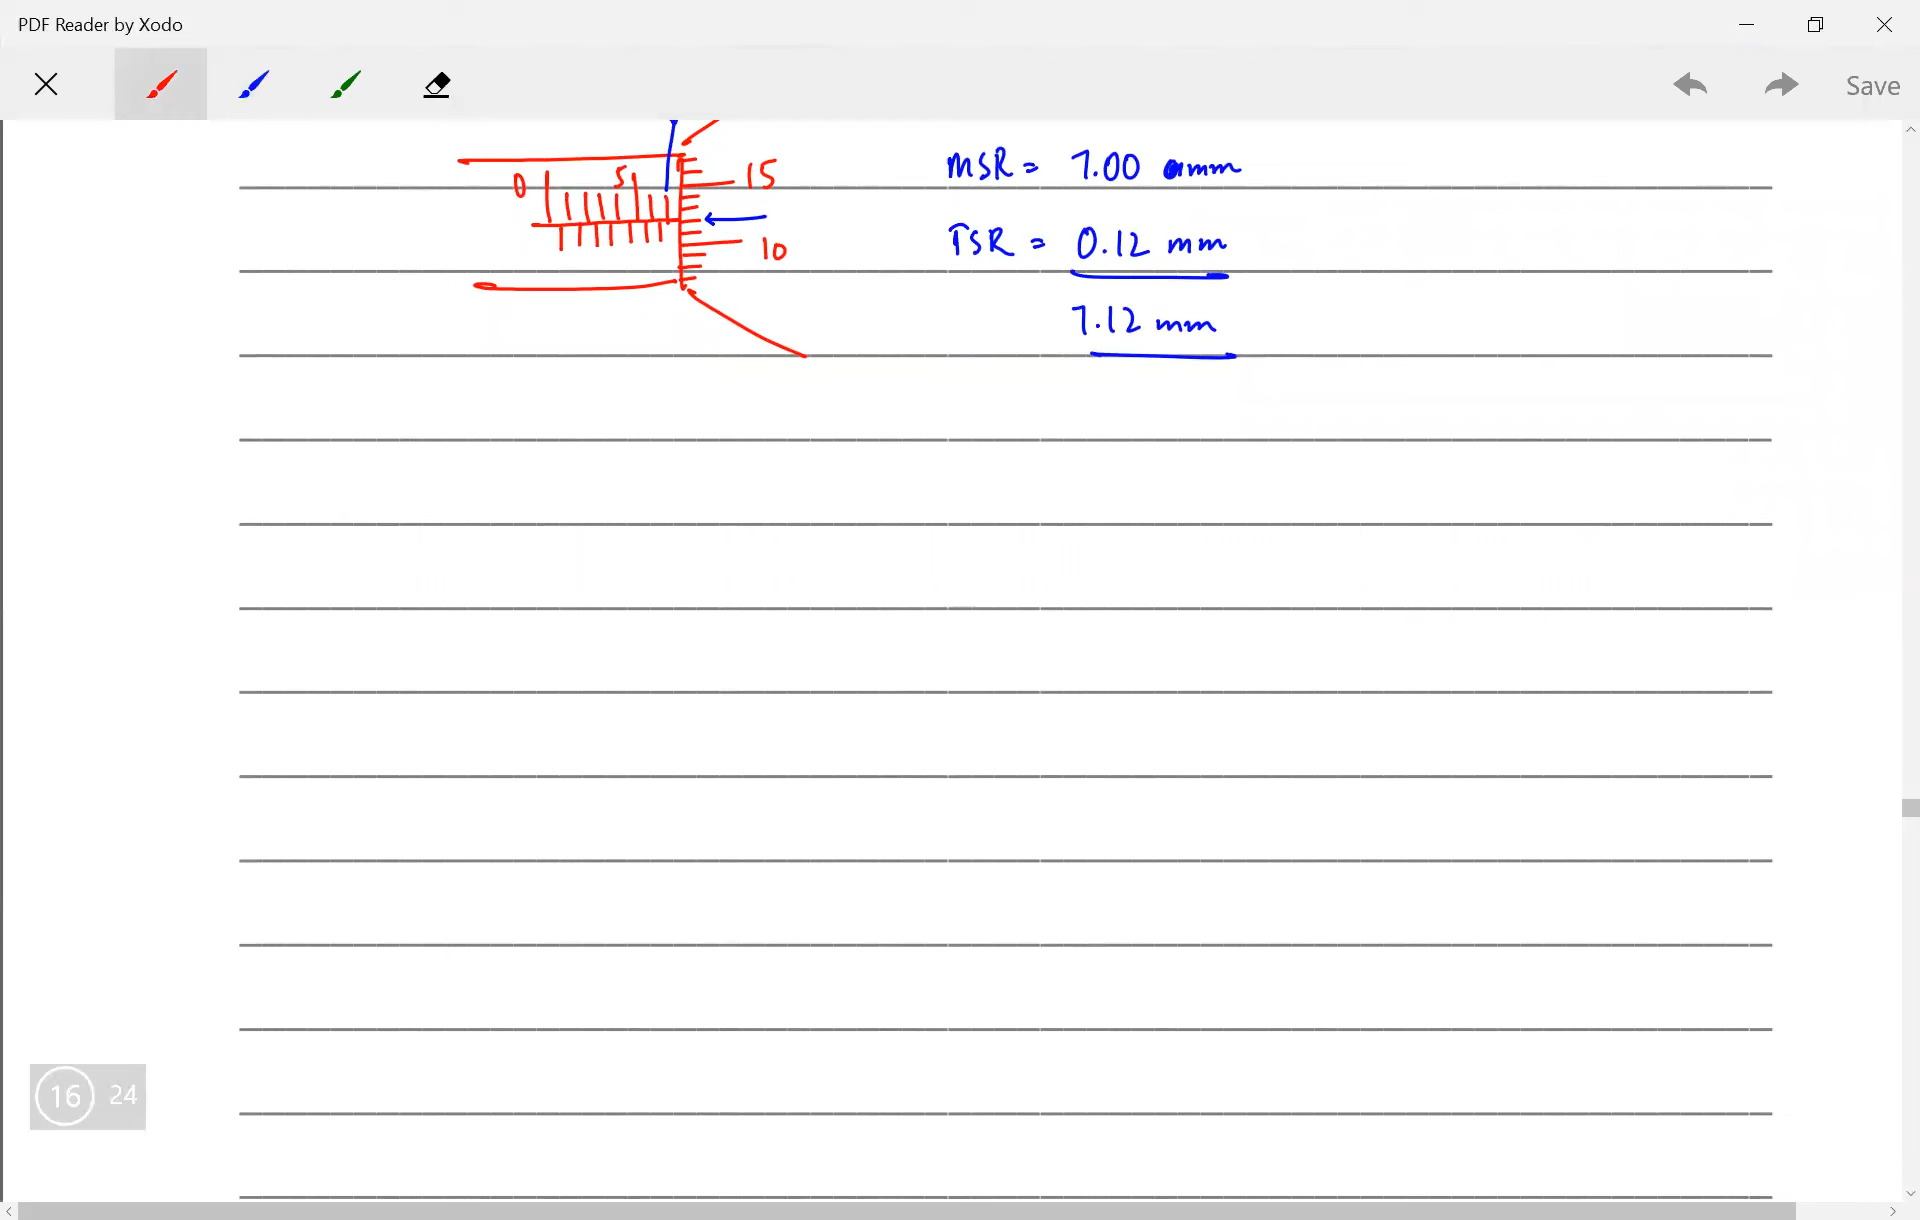 PDF Reader by Xodo
Save
0 5 15
10
MSR = 7.00 mm
TSR = 0.12 mm
7.12 mm
16 24